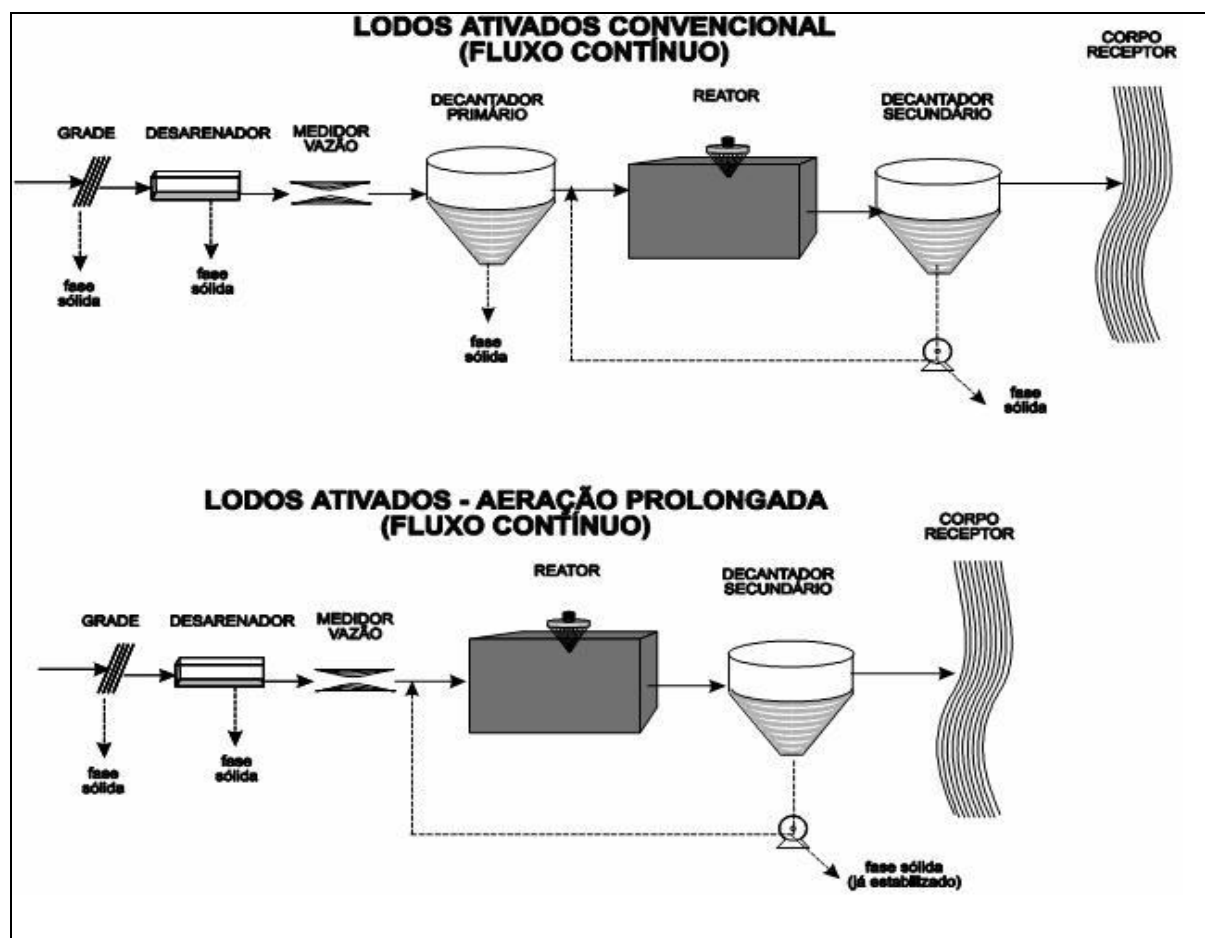 LODOS ATIVADOS CONVENCIONAL
(FLUXO CONTÍNUO)
CORPO
RECEPTOR
GRADE
DESARENADOR
MEDIDOR
VAZÃO
DECANTADOR
PRIMÁRIO
REATOR
DECANTADOR
SECUNDÁRIO
fase
sólida
fase
sólida
fase
sólida
fase
sólida
LODOS ATIVADOS - AERAÇÃO PROLONGADA
(FLUXO CONTÍNUO)
CORPO
RECEPTOR
GRADE
DESARENADOR
MEDIDOR
VAZÃO
REATOR
DECANTADOR
SECUNDÁRIO
fase
sólida
fase
sólida
fase sólida
(já estabilizado)